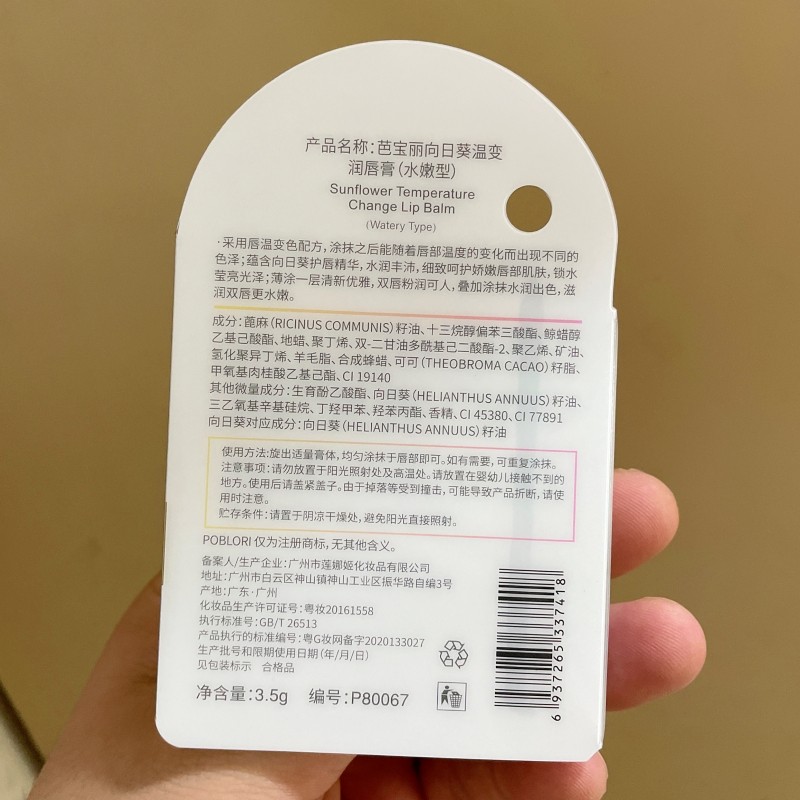 产品名称:芭宝丽向日葵温变
润唇膏(水嫩型)
Sunflower Temperature
Change Lip Balm
(Watery Type)
·采用唇温变色配方,涂抹之后能随着唇部温度的变化而出现不同的
色泽;蕴含向日葵护唇精华,水润丰沛,细致呵护娇嫩唇部肌肤,锁水
莹亮光泽;薄涂一层清新优雅,双唇粉润可人,叠加涂抹水润出色,滋
润双唇更水嫩。
成分:蓖麻(RICINUS COMMUNIS)籽油、十三烷醇偏苯三酸酯、鲸蜡醇
乙基己酸酯、地蜡、聚丁烯、双-二甘油多酰基己二酸酯-2、聚乙烯、矿油、
氢化聚异丁烯、羊毛脂、合成蜂蜡、可可(THEOBROMA CACAO)籽脂、
甲氧基肉桂酸乙基己酯、CI 19140
其他微量成分:生育酚乙酸酯、向日葵(HELIANTHUS ANNUUS)籽油、
三乙氧基辛基硅烷、丁羟甲苯、羟苯丙酯、香精、CI 45380、CI 77891
向日葵对应成分:向日葵(HELIANTHUS ANNUUS)籽油
使用方法:旋出适量膏体,均匀涂抹于唇部即可。如有需要,可重复涂抹。
注意事项:请勿放置于阳光照射处及高温处。请放置在婴幼儿接触不到的
地方。使用后请盖紧盖子。由于掉落等受到撞击,可能导致产品折断,请使
用时注意。
贮存条件:请置于阴凉干燥处,避免阳光直接照射。
POBLORI 仅为注册商标,无其他含义。
备案人/生产企业:广州市莲娜姬化妆品有限公司
地址:广州市白云区神山镇神山工业区振华路自编3号
产地:广东·广州
化妆品生产许可证号:粤妆20161558
执行标准号:GB/T 26513
产品执行的标准编号:粤G妆网备字2020133027
生产批号和限期使用日期(年/月/日)
见包装标示 合格品
净含量:3.5g 编号:P80067
6 937265 337418